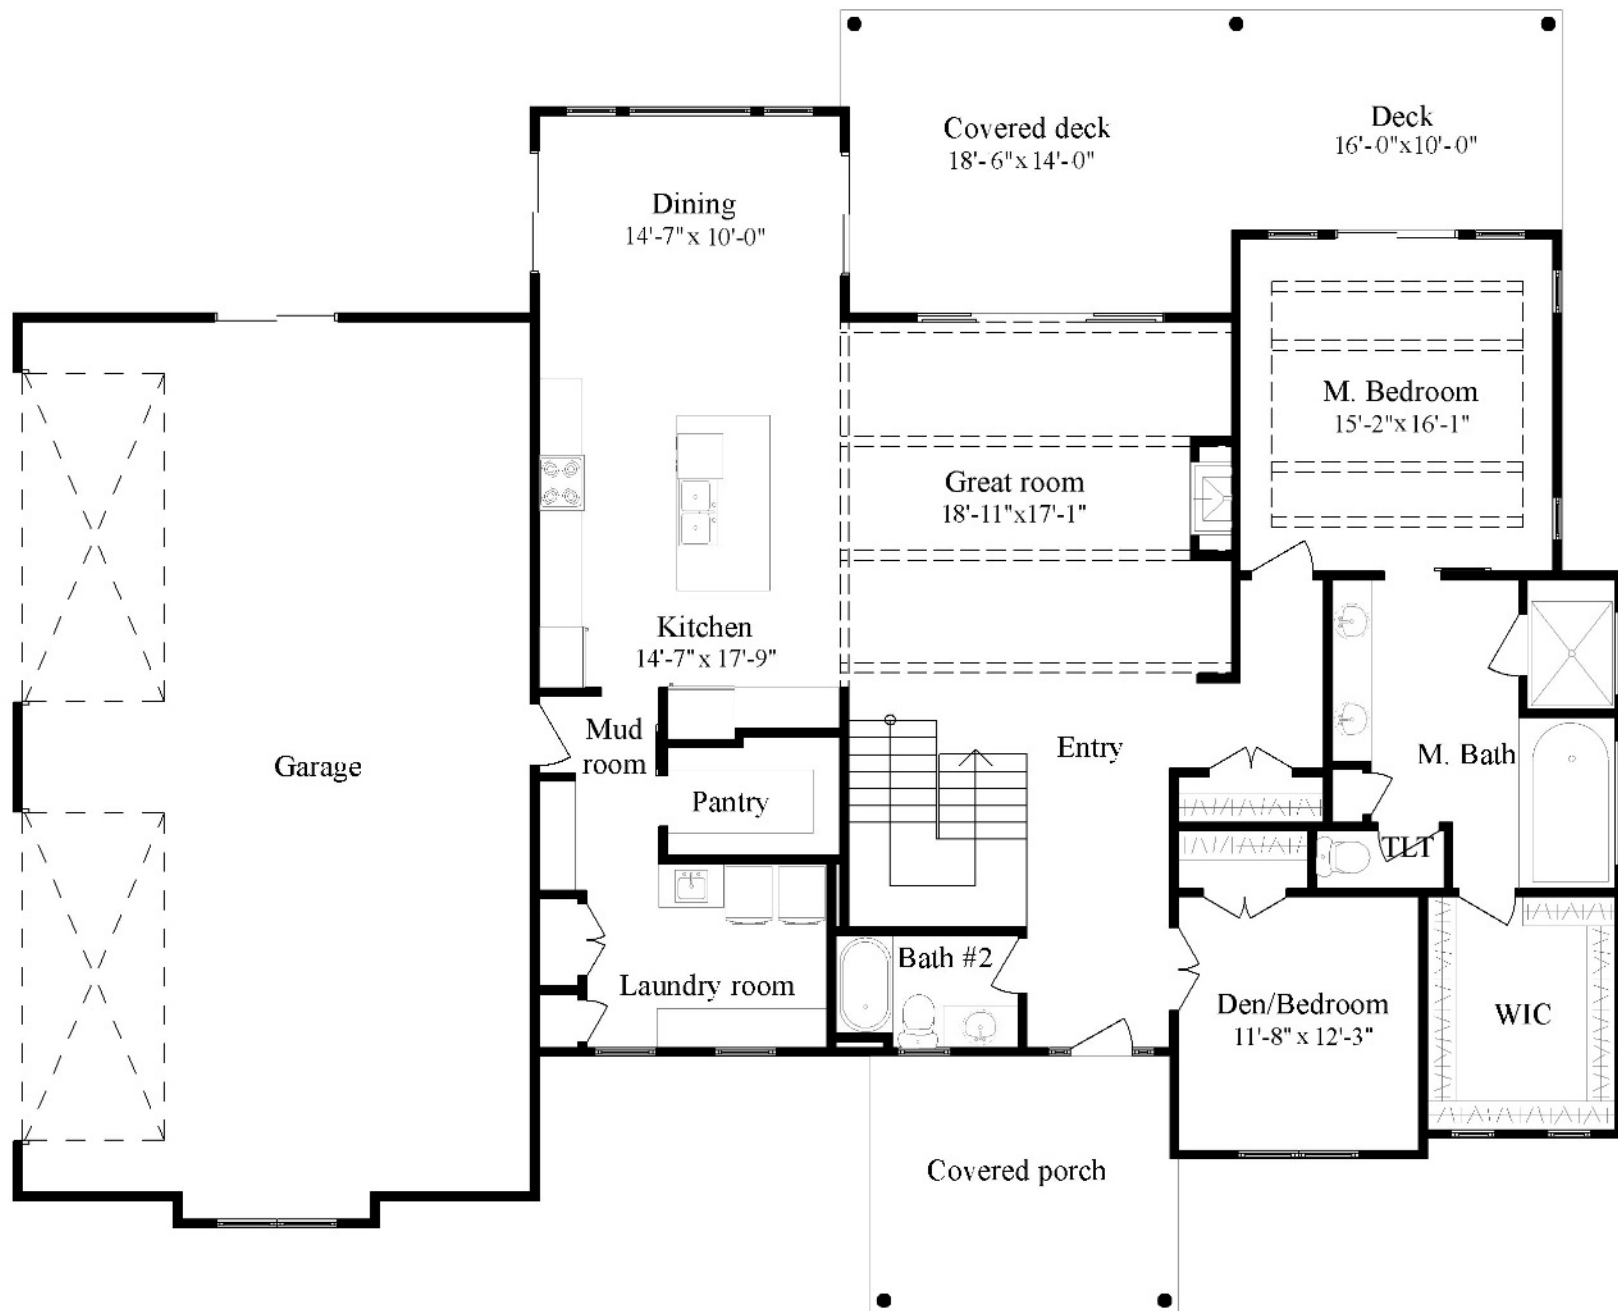 Covered deck
18'-6"x 14'-0"
Deck
16'-0"x10'-0"
Dining
14'-7" x 10'-0"
M. Bedroom
15'-2"x 16'-1"
Great room
18'-11"x17'-1"
Kitchen
14'-7" x 17'-9"
Mud
room
Entry
M. Bath
Garage
Pantry
TLT
Bath #2
Laundry room
Den/Bedroom
11'-8" x 12'-3"
WIC
Covered porch